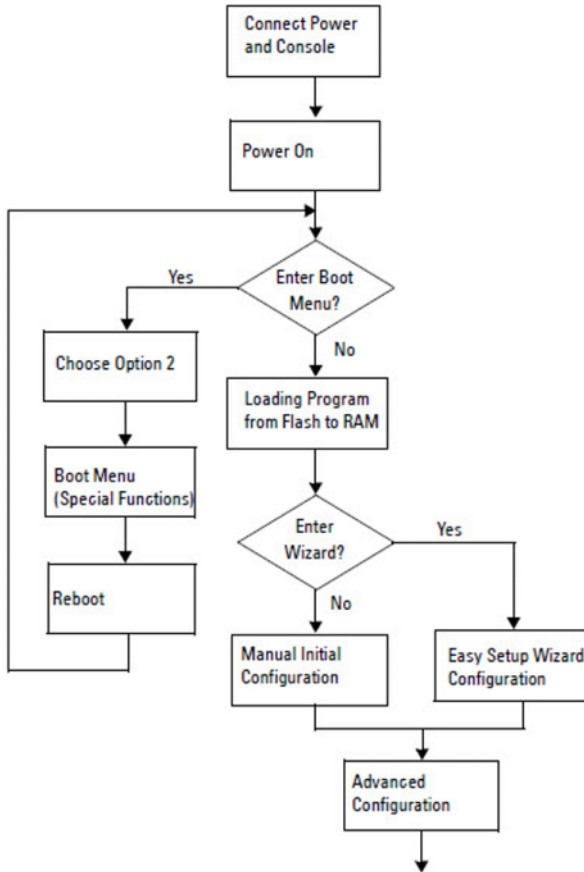 Connect Power
and Console
Power On
Enter Boot
Menu?
Yes
No
Choose Option 2
Loading Program
from Flash to RAM
Boot Menu
(Special Functions)
Enter
Wizard?
Yes
No
Reboot
Manual Initial
Configuration
Easy Setup Wizard
Configuration
Advanced
Configuration